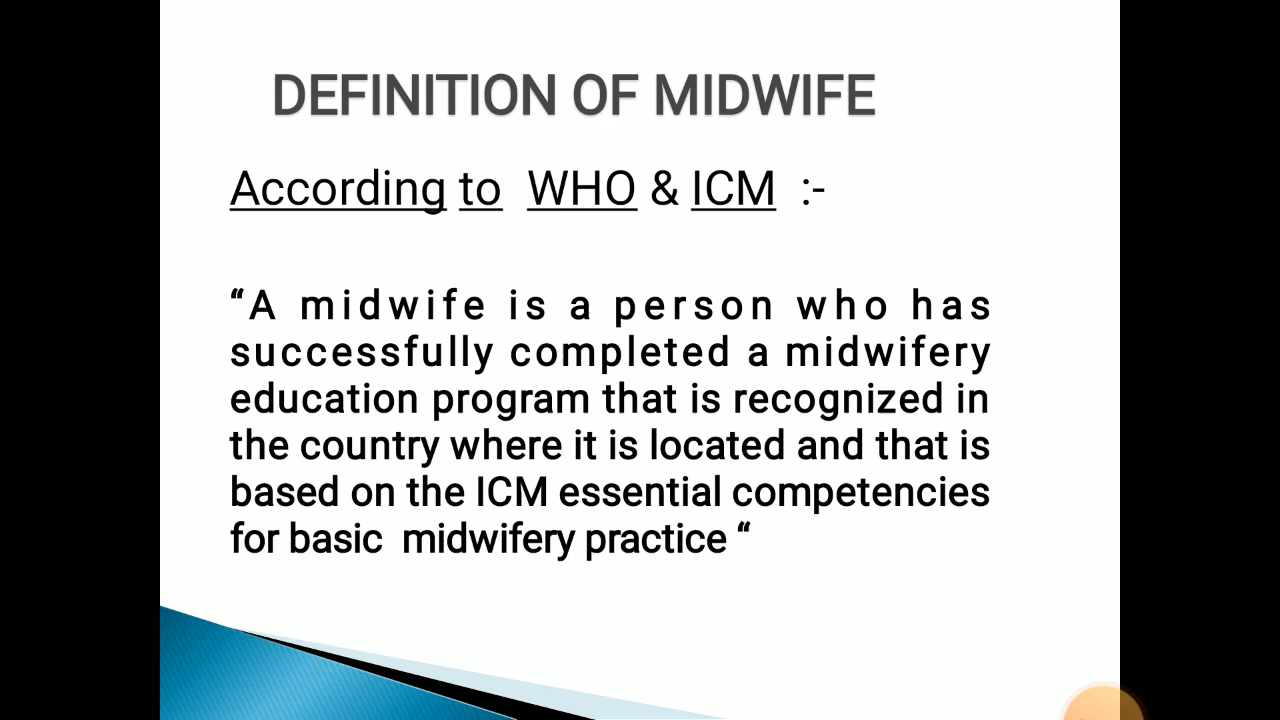 DEFINITION OF MIDWIFE
According to WHO & ICM :-
“A midwife is a person who has
successfully completed a midwifery
education program that is recognized in
the country where it is located and that is
based on the ICM essential competencies
for basic midwifery practice “